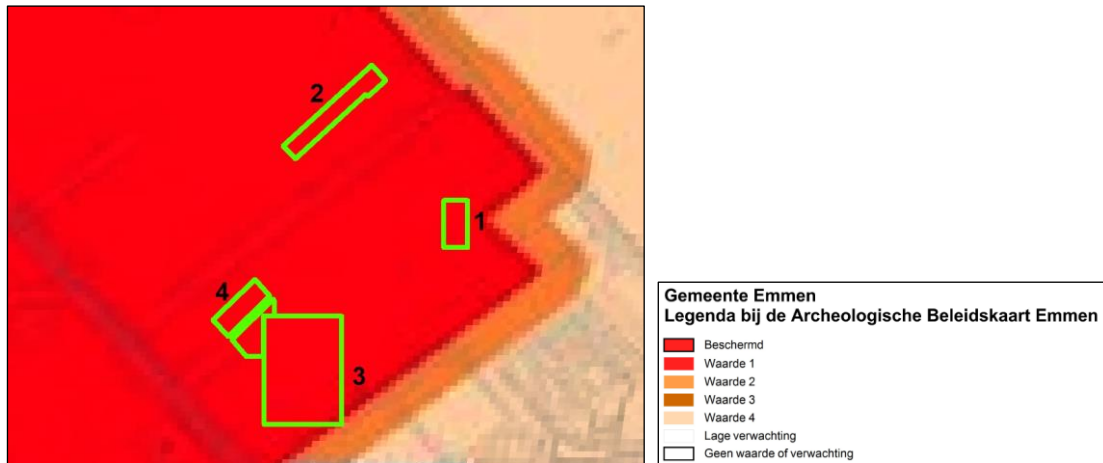 2
1
4
3
Gemeente Emmen
Legenda bij de Archeologische Beleidskaart Emmen
Beschermd
Waarde 1
Waarde 2
Waarde 3
Waarde 4
Lage verwachting
Geen waarde of verwachting